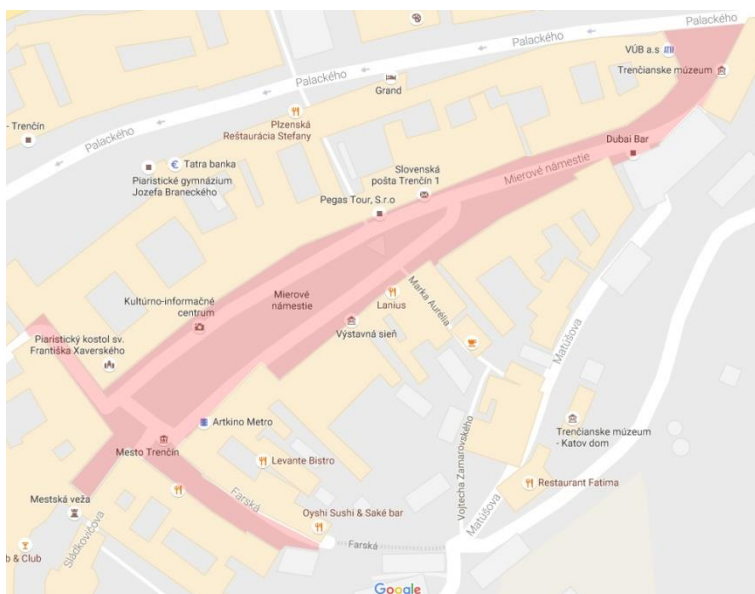 Palackého
Palackého
VÚB a.s
Trenčianske múzeum
Grand
Plzenská
Reštaurácia Stefany
- Trenčín
Palackého
Tatra banka
Piaristické gymnázium
Jozefa Braneckého
Dubai Bar
Slovenská
pošta Trenčín 1
Mierové námestie
Pegas Tour, S.r.o
Kultúrno-informačné
centrum
Mierové
námestie
Lanius
Marka Aurélia
Výstavná sieň
Matúšova
Piaristický kostol sv.
Františka Xaverského
Artkino Metro
Mesto Trenčín
Vojtecha Zamarovského
Trenčianske múzeum
- Katov dom
Levante Bistro
Restaurant Fatima
Mestská veža
Farská
Oyshi Sushi & Saké bar
Matúšova
Sládkovičova
Farská
b & Club
Google